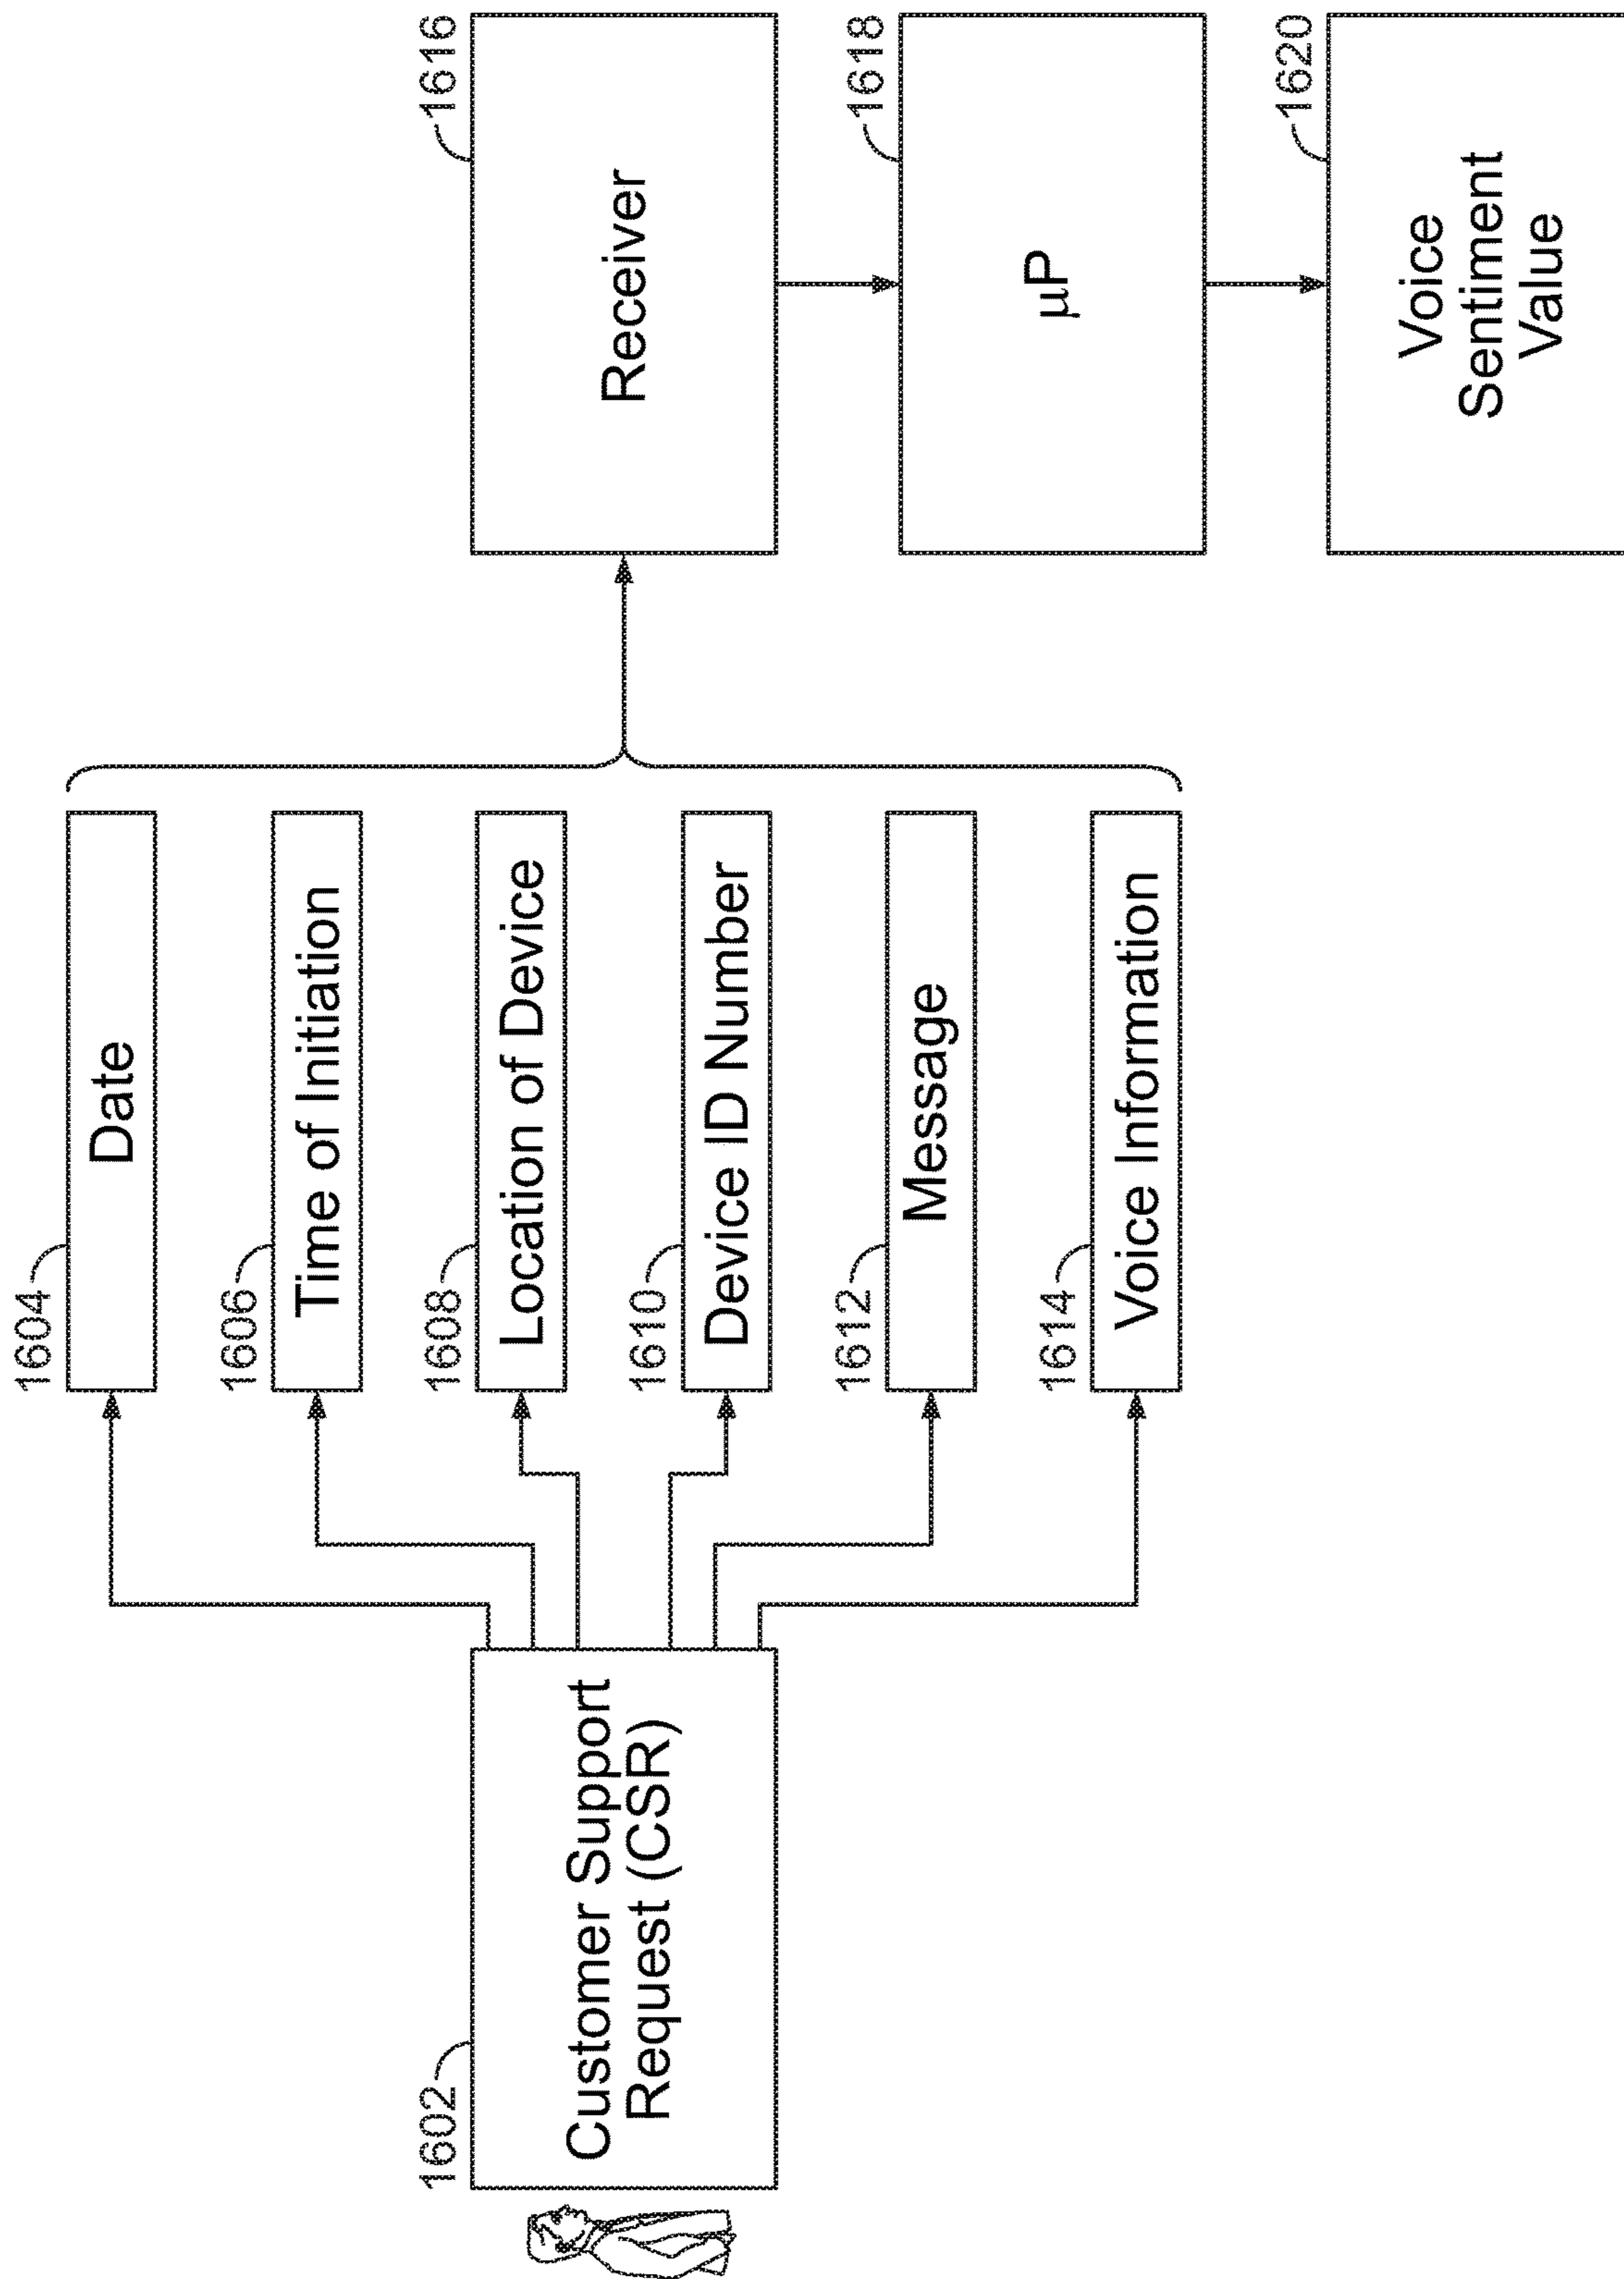 1602
Customer Support
Request (CSR)
1604
Date
1606
Time of Initiation
1608
Location of Device
1610
Device ID Number
1612
Message
1614
Voice Information
1616
Receiver
1618
μP
1620
Voice
Sentiment
Value